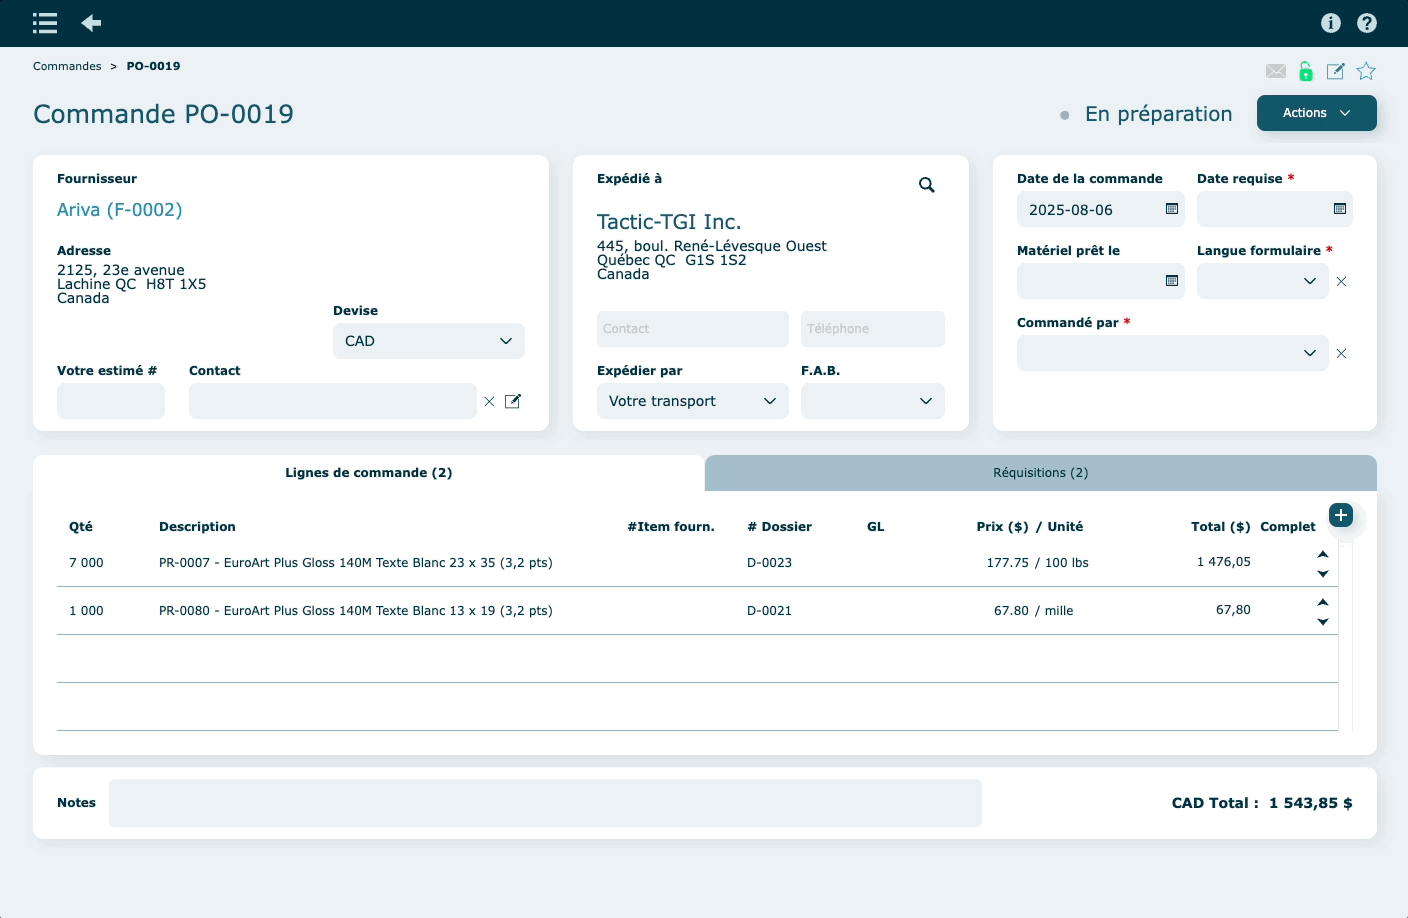 Commandes > PO-0019
Commande PO-0019
En préparation
Actions
Fournisseur
Ariva (F-0002)
Adresse
2125, 23e avenue
Lachine QC  H8T 1X5
Canada
Devise
CAD
Votre estimé #
Contact
Expédié à
Tactic-TGI Inc.
445, boul. René-Lévesque Ouest
Québec QC  G1S 1S2
Canada
Contact
Téléphone
Expédier par
F.A.B.
Votre transport
Date de la commande
Date requise *
2025-08-06
Matériel prêt le
Langue formulaire *
Commandé par *
Lignes de commande (2)
Réquisitions (2)
Qté Description #Item fourn. # Dossier GL Prix ($) / Unité Total ($) Complet
7 000 PR-0007 - EuroArt Plus Gloss 140M Texte Blanc 23 x 35 (3,2 pts) D-0023 177.75 / 100 lbs 1 476,05
1 000 PR-0080 - EuroArt Plus Gloss 140M Texte Blanc 13 x 19 (3,2 pts) D-0021 67.80 / mille 67,80
Notes
CAD Total : 1 543,85 $